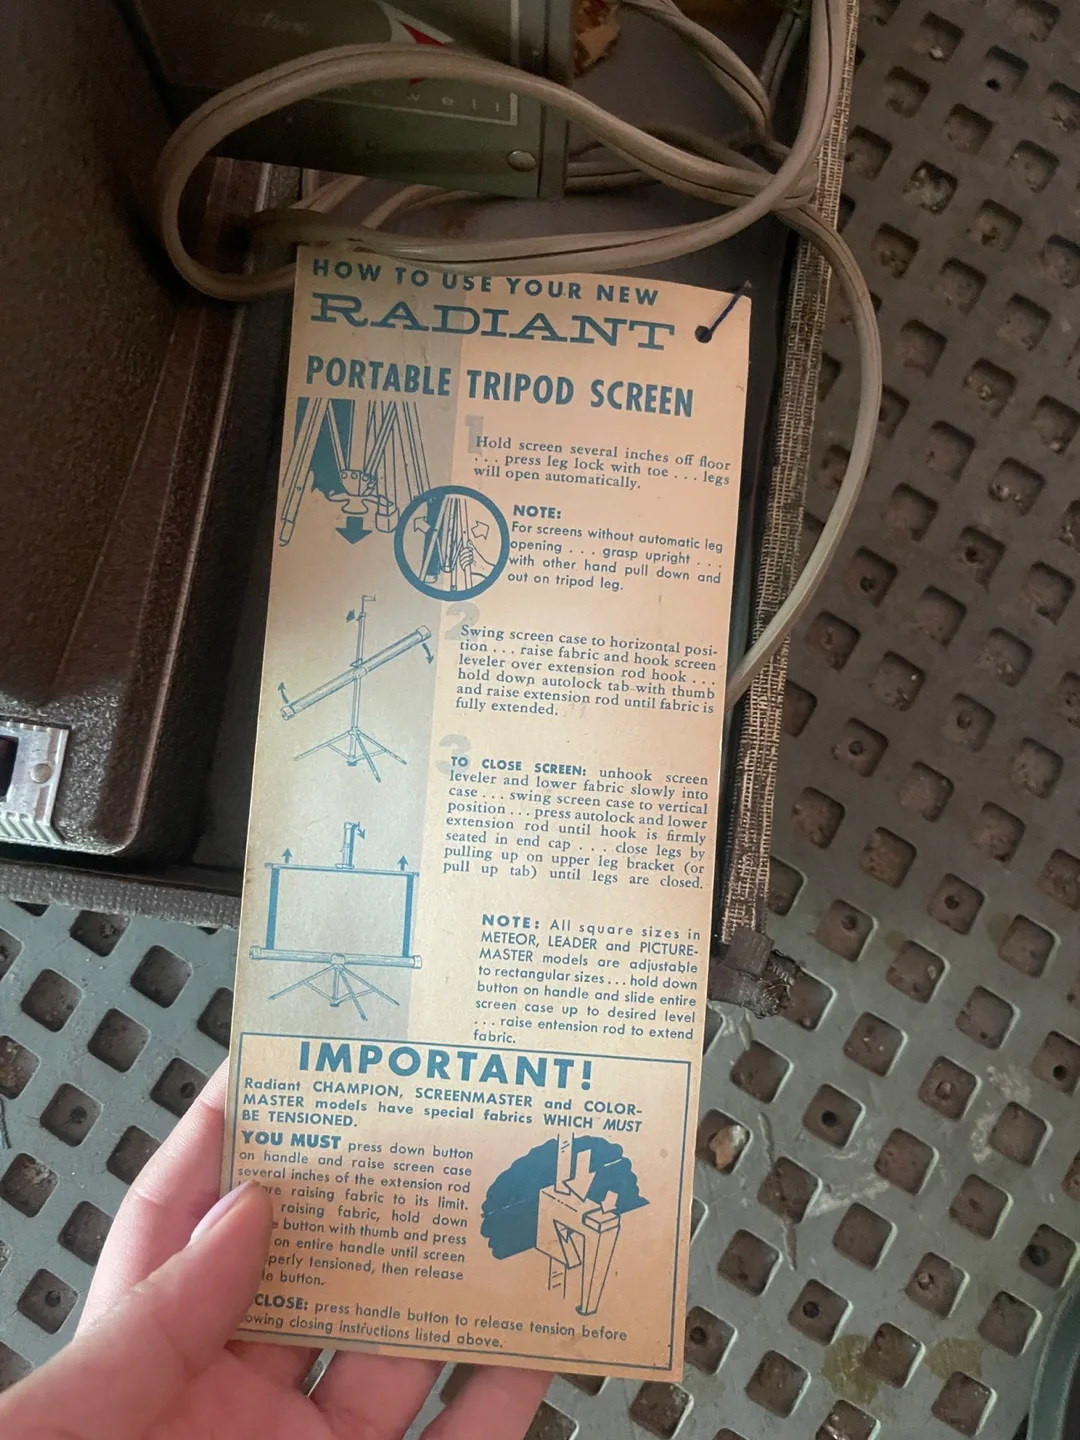 well
HOW TO USE YOUR NEW
RADIANT
PORTABLE TRIPOD SCREEN
1
Hold screen several inches off floor
. . . press leg lock with toe . . . legs
will open automatically.
NOTE:
For screens without automatic leg
opening . . . grasp upright . . .
with other hand pull down and
out on tripod leg.
2
Swing screen case to horizontal posi-
tion . . . raise fabric and hook screen
leveler over extension rod hook . . .
hold down autolock tab with thumb
and raise extension rod until fabric is
fully extended.
3
TO CLOSE SCREEN: unhook screen
leveler and lower fabric slowly into
case . . . swing screen case to vertical
position . . . press autolock and lower
extension rod until hook is firmly
seated in end cap . . . close legs by
pulling up on upper leg bracket (or
pull up tab) until legs are closed.
NOTE: All square sizes in
METEOR, LEADER and PICTURE-
MASTER models are adjustable
to rectangular sizes . . . hold down
button on handle and slide entire
screen case up to desired level
. . . raise entension rod to extend
fabric.
IMPORTANT!
Radiant CHAMPION, SCREENMASTER and COLOR-
MASTER models have special fabrics WHICH MUST
BE TENSIONED.
YOU MUST press down button
on handle and raise screen case
several inches of the extension rod
re raising fabric to its limit.
raising fabric, hold down
e button with thumb and press
on entire handle until screen
perly tensioned, then release
le button.
CLOSE: press handle button to release tension before
owing closing instructions listed above.